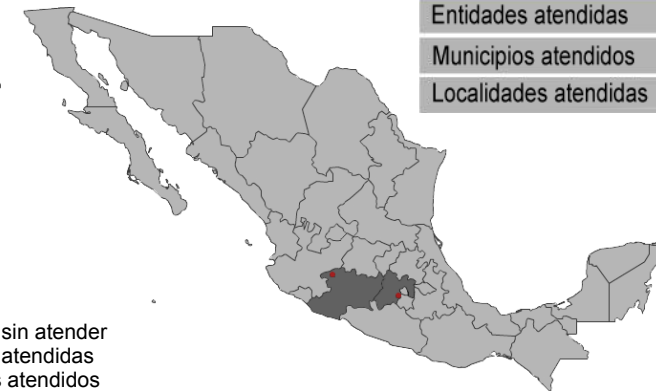 Entidades atendidas
Municipios atendidos
Localidades atendidas
sin atender
atendidas
atendidos